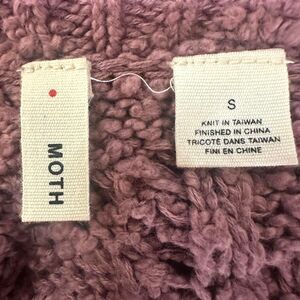 MOTH
S
KNIT IN TAIWAN
FINISHED IN CHINA
TRICOTÉ DANS TAIWAN
FINI EN CHINE